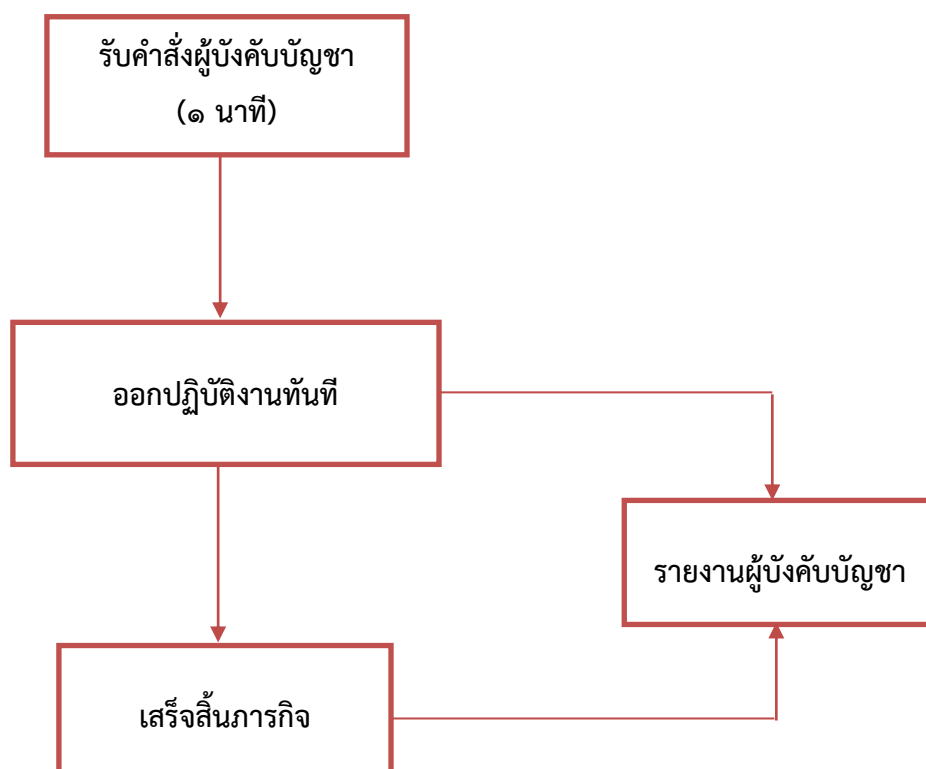 รับคำสั่งผู้บังคับบัญชา
(๑ นาที)
ออกปฏิบัติงานทันที
รายงานผู้บังคับบัญชา
เสร็จสิ้นภารกิจ